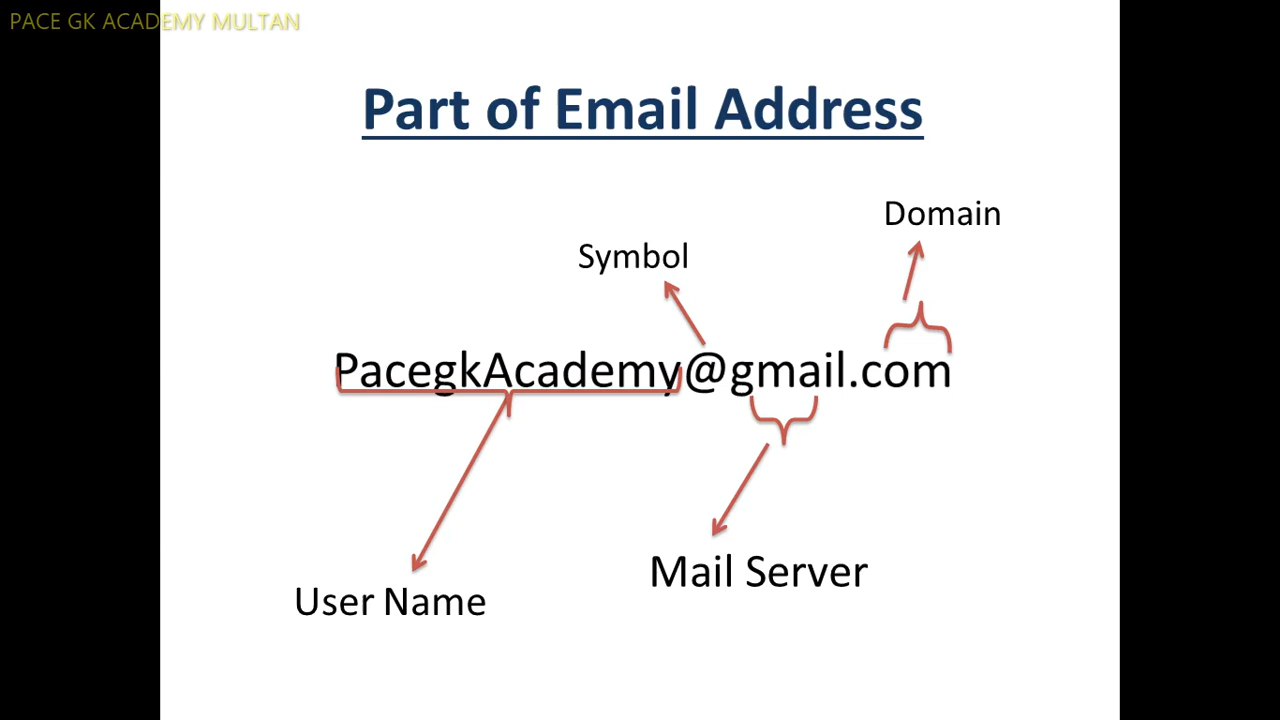 PACE GK ACADEMY MULTAN
Part of Email Address
Domain
Symbol
PacegkAcademy@gmail.com
Mail Server
User Name